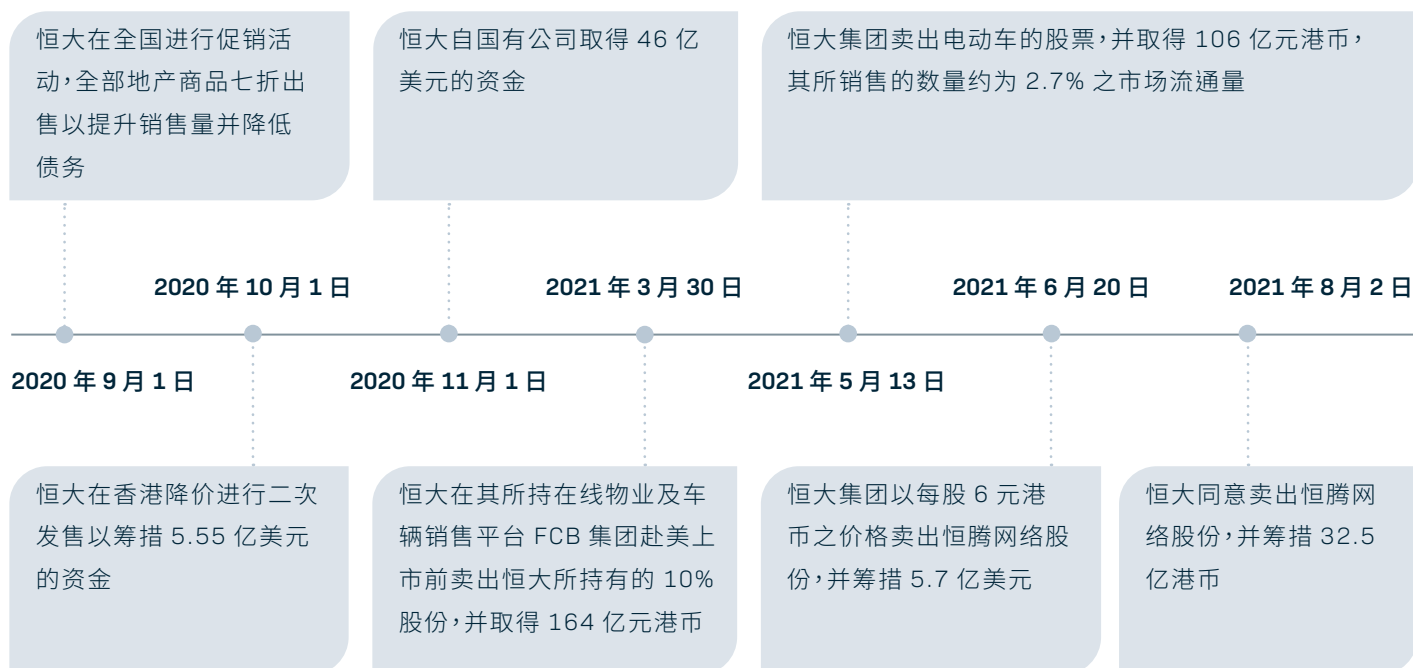 恒大在全国进行促销活
动,全部地产商品七折出
售以提升销售量并降低
债务
恒大自国有公司取得 46 亿
美元的资金
恒大集团卖出电动车的股票,并取得 106 亿元港币,
其所销售的数量约为 2.7% 之市场流通量
2020 年 10 月 1 日
2021 年 3 月 30 日
2021 年 6 月 20 日
2021 年 8 月 2 日
2020 年 9 月 1 日
2020 年 11 月 1 日
2021 年 5 月 13 日
恒大在香港降价进行二次
发售以筹措 5.55 亿美元
的资金
恒大在其所持在线物业及车
辆销售平台 FCB 集团赴美上
市前卖出恒大所持有的 10%
股份,并取得 164 亿元港币
恒大集团以每股 6 元港
币之价格卖出恒腾网络股
份,并筹措 5.7 亿美元
恒大同意卖出恒腾网
络股份,并筹措 32.5
亿港币